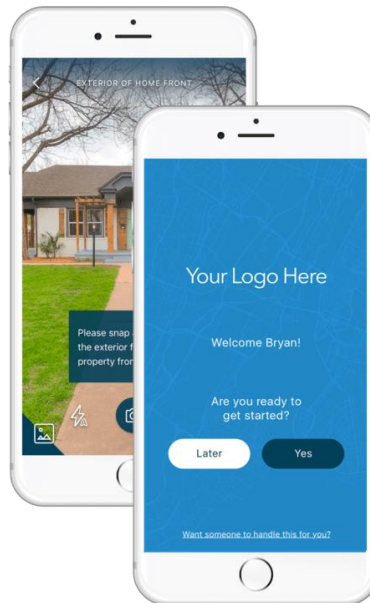 EXTERIOR OF HOME FRONT
Please snap
the exterior
property
Your Logo Here
Welcome Bryan!
Are you ready to
get started?
Later
Yes
Want someone to handle this for you?